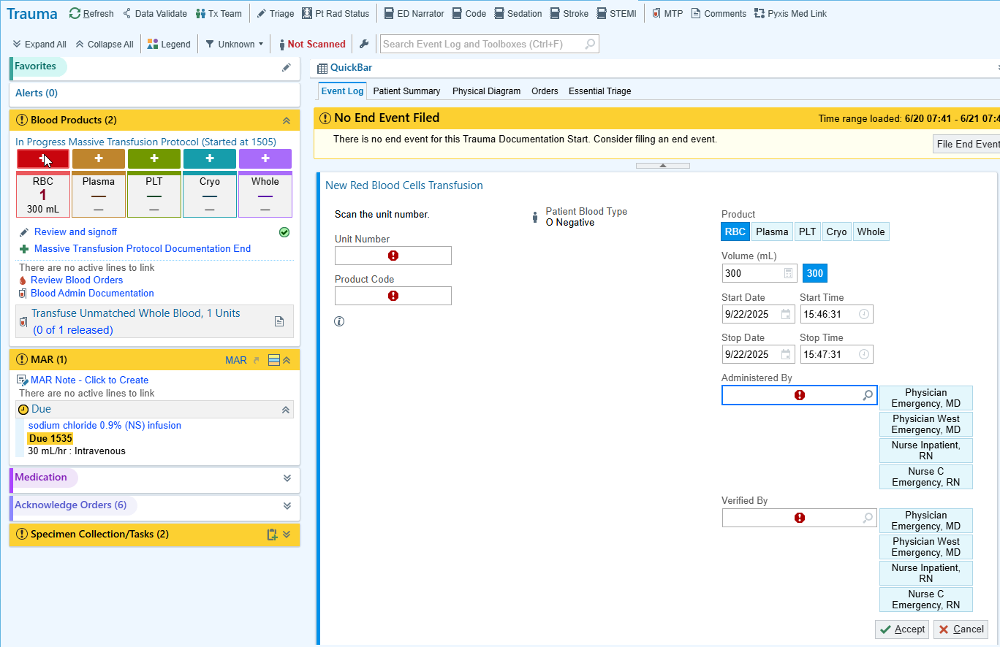 Trauma Refresh Data Validate Tx Team Triage Pt Rad Status ED Narrator Code Sedation Stroke STEMI MTP Comments Pyxis Med Link
Expand All Collapse All Legend Unknown Not Scanned Search Event Log and Toolboxes (Ctrl+F)
Favorites
Alerts (0)
Blood Products (2)
In Progress Massive Transfusion Protocol (Started at 1505)
RBC Plasma PLT Cryo Whole
1 — — — —
300 mL — — — —
Review and signoff
Massive Transfusion Protocol Documentation End
There are no active lines to link
Review Blood Orders
Blood Admin Documentation
Transfuse Unmatched Whole Blood, 1 Units
(0 of 1 released)
MAR (1) MAR
MAR Note - Click to Create
There are no active lines to link
Due
sodium chloride 0.9% (NS) infusion
Due 1535
30 mL/hr : Intravenous
Medication
Acknowledge Orders (6)
Specimen Collection/Tasks (2)
QuickBar
Event Log Patient Summary Physical Diagram Orders Essential Triage
No End Event Filed Time range loaded: 6/20 07:41 - 6/21 07:4
There is no end event for this Trauma Documentation Start. Consider filing an end event.
File End Event
New Red Blood Cells Transfusion
Scan the unit number.
Unit Number
Product Code
Patient Blood Type
O Negative
Product
RBC Plasma PLT Cryo Whole
Volume (mL)
300 300
Start Date Start Time
9/22/2025 15:46:31
Stop Date Stop Time
9/22/2025 15:47:31
Administered By
Physician
Emergency, MD
Physician West
Emergency, MD
Nurse Inpatient,
RN
Nurse C
Emergency, RN
Verified By
Physician
Emergency, MD
Physician West
Emergency, MD
Nurse Inpatient,
RN
Nurse C
Emergency, RN
Accept Cancel